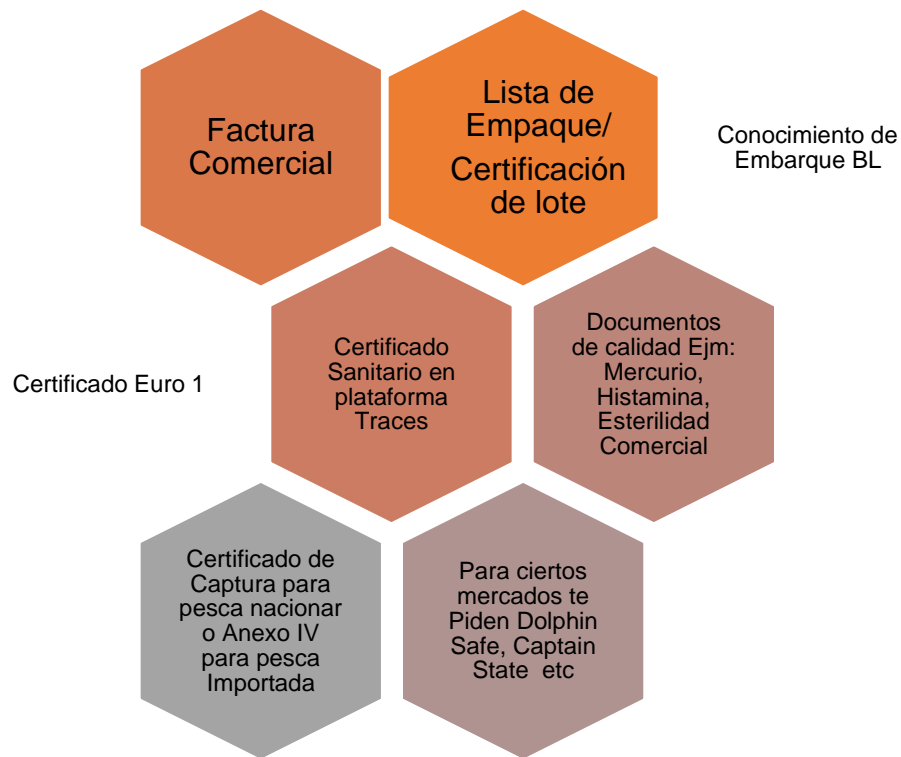 Factura
Comercial
Lista de
Empaque/
Certificación
de lote
Conocimiento de
Embarque BL
Certificado Euro 1
Certificado
Sanitario en
plataforma
Traces
Documentos
de calidad Ejm:
Mercurio,
Histamina,
Esterilidad
Comercial
Certificado de
Captura para
pesca nacionar
o Anexo IV
para pesca
Importada
Para ciertos
mercados te
Piden Dolphin
Safe, Captain
State  etc